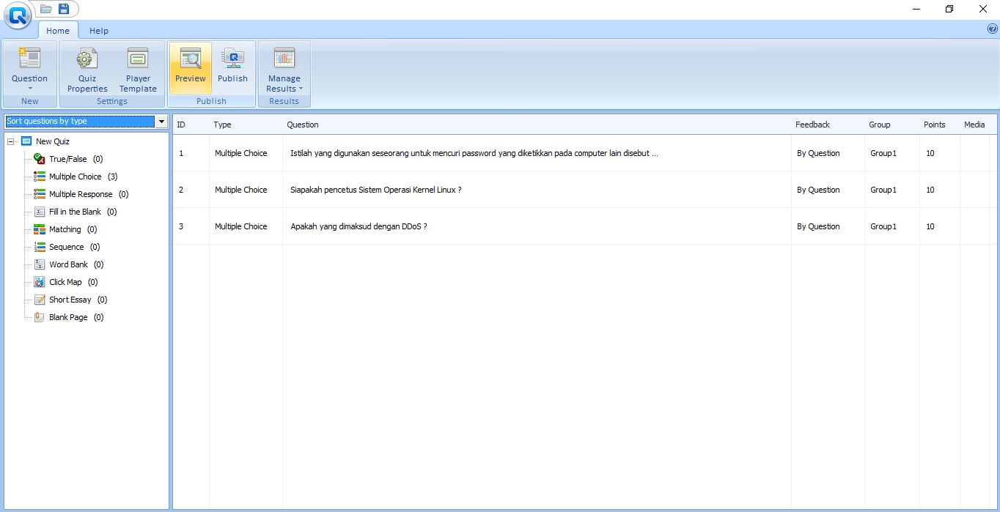 Home Help
Question Quiz Properties Player Template Preview Publish Manage Results
New Settings Publish Results
Sort questions by type
New Quiz
True/False (0)
Multiple Choice (3)
Multiple Response (0)
Fill in the Blank (0)
Matching (0)
Sequence (0)
Word Bank (0)
Click Map (0)
Short Essay (0)
Blank Page (0)
ID Type Question Feedback Group Points Media
1 Multiple Choice Istilah yang digunakan seseorang untuk mencuri password yang diketikkan pada computer lain disebut ... By Question Group1 10
2 Multiple Choice Siapakah pencetus Sistem Operasi Kernel Linux ? By Question Group1 10
3 Multiple Choice Apakah yang dimaksud dengan DDoS ? By Question Group1 10